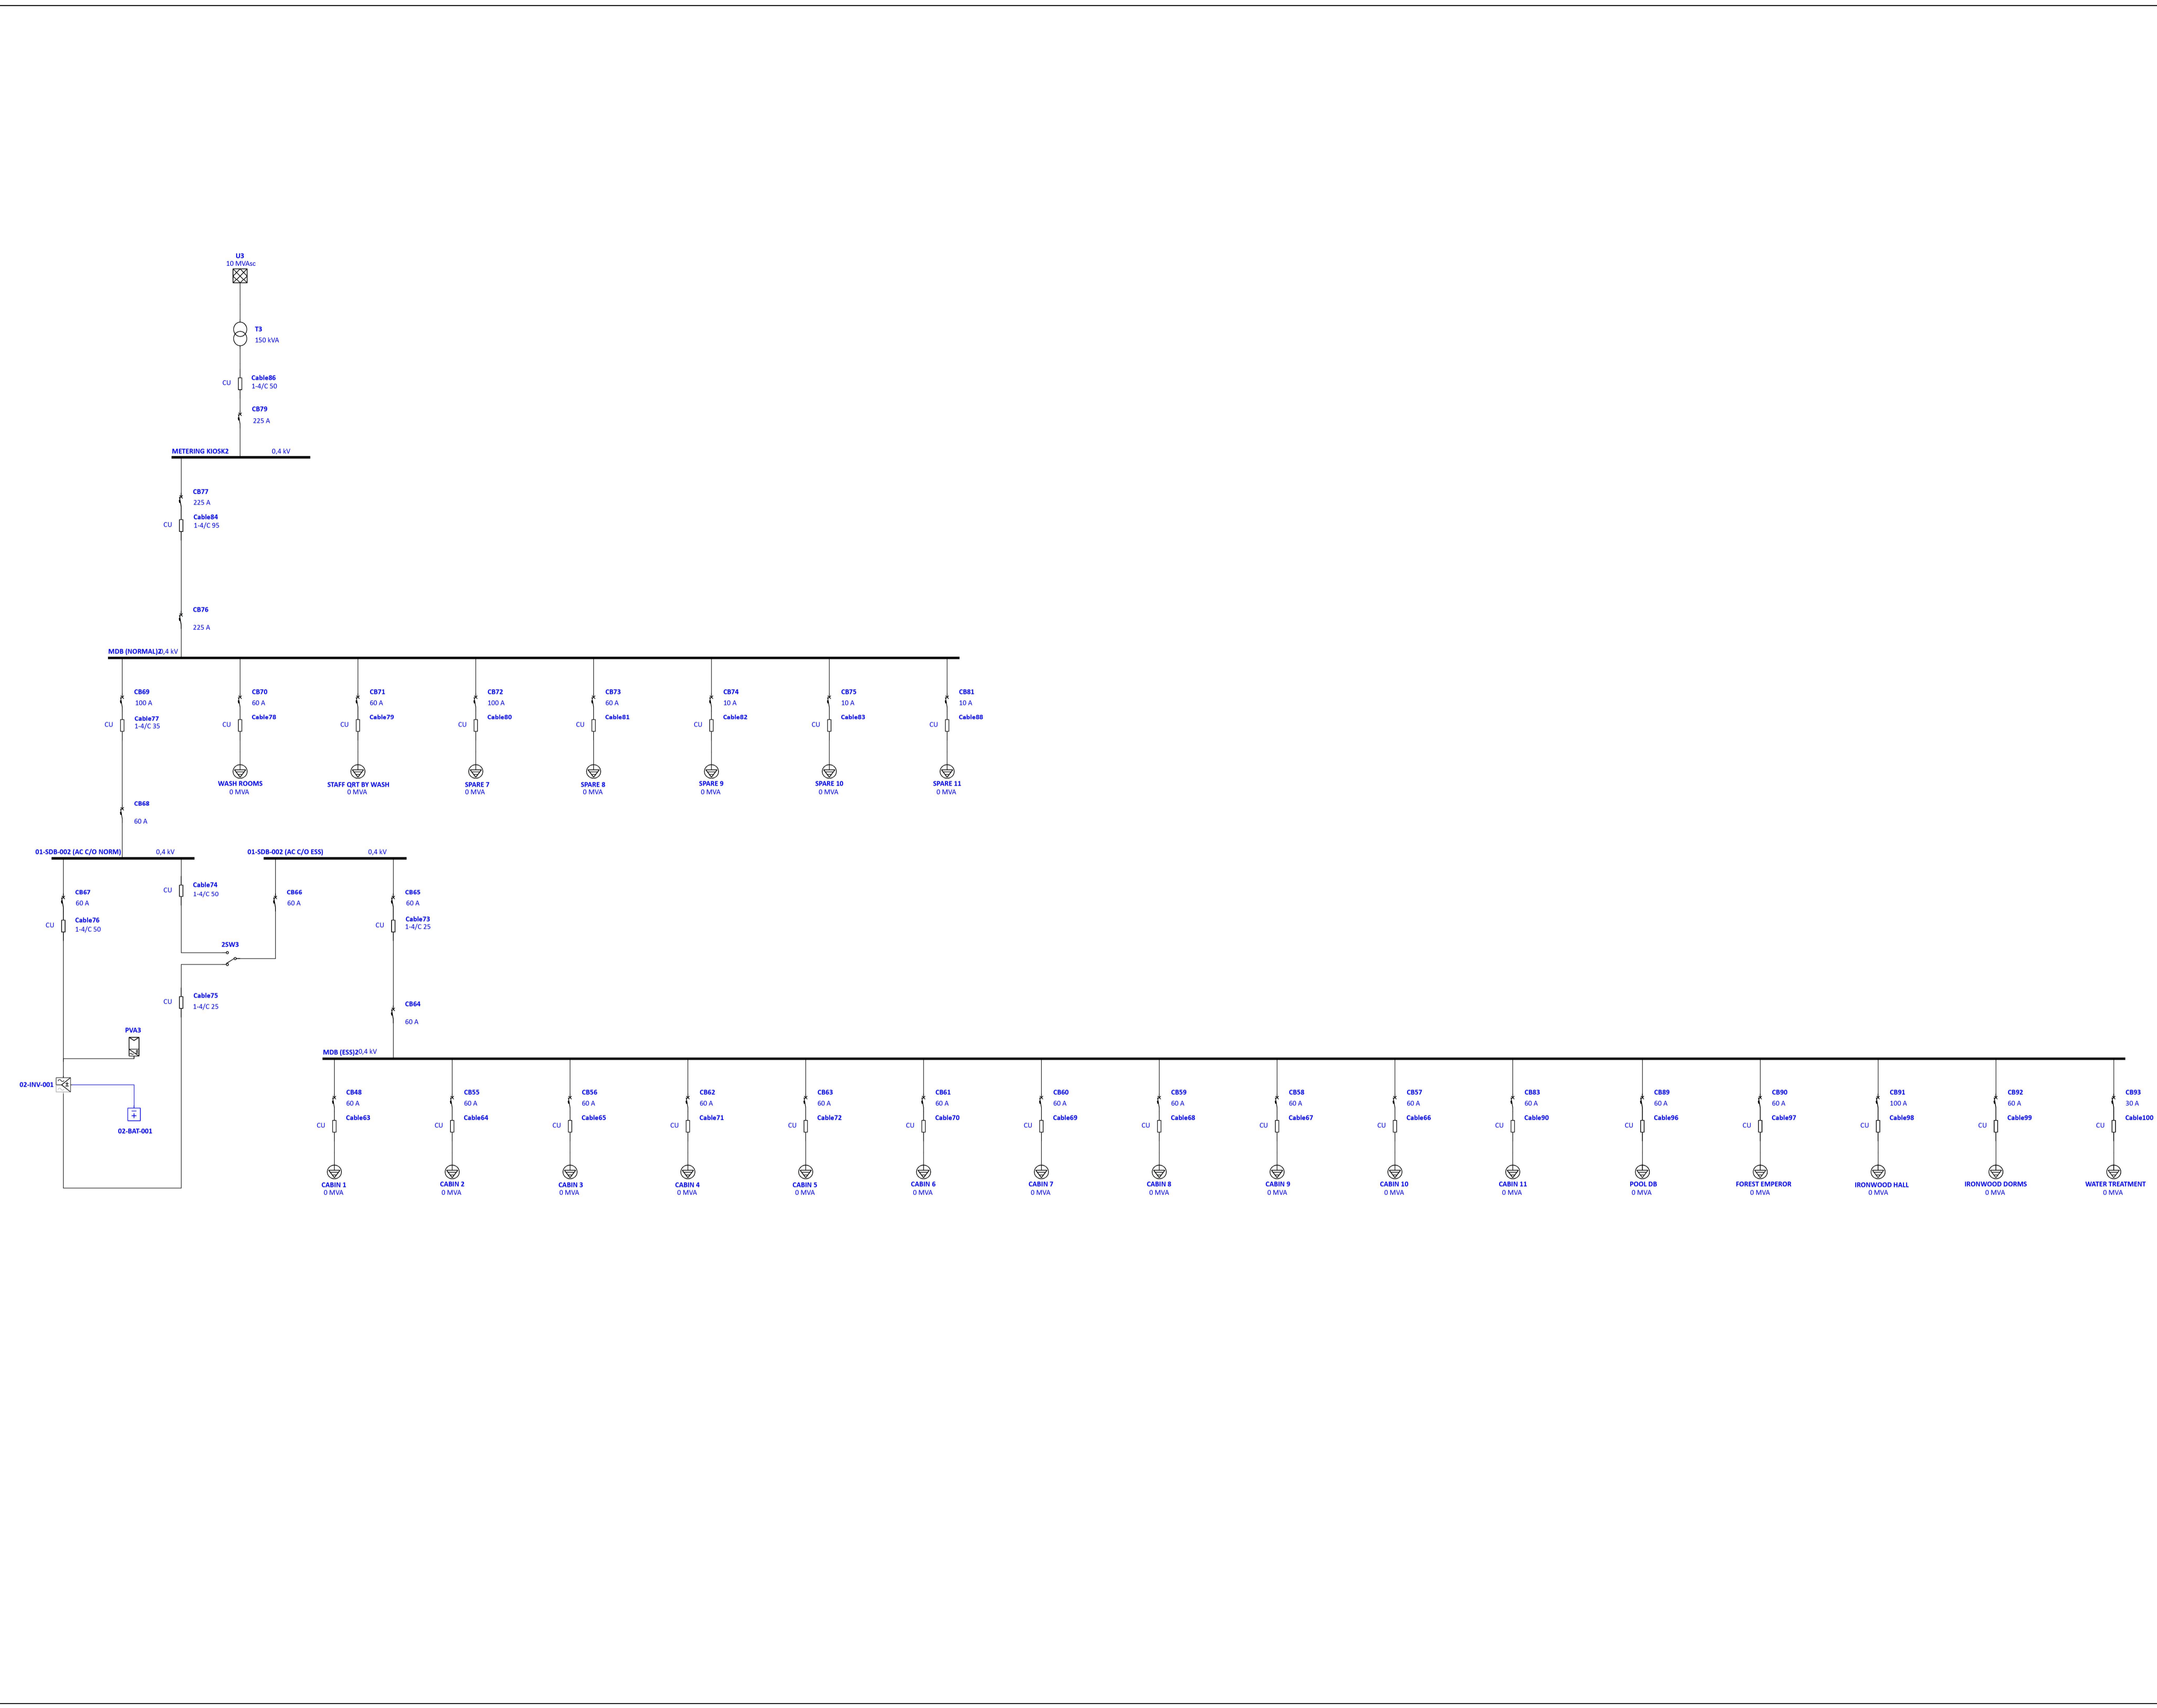 U3
10 MVAsc
T3
150 kVA
Cable86
CU
1-4/C 50
CB79
225 A
METERING KIOSK2
0,4 kV
CB77
225 A
Cable84
CU
1-4/C 95
CB76
225 A
MDB (NORMAL)2
0,4 kV
CB69
100 A
Cable77
CU
1-4/C 35
CB70
60 A
Cable78
CU
WASH ROOMS
0 MVA
CB71
60 A
Cable79
CU
STAFF QRT BY WASH
0 MVA
CB72
100 A
Cable80
CU
SPARE 7
0 MVA
CB73
60 A
Cable81
CU
SPARE 8
0 MVA
CB74
10 A
Cable82
CU
SPARE 9
0 MVA
CB75
10 A
Cable83
CU
SPARE 10
0 MVA
CB81
10 A
Cable88
CU
SPARE 11
0 MVA
CB68
60 A
01-SDB-002 (AC C/O NORM)
0,4 kV
01-SDB-002 (AC C/O ESS)
0,4 kV
CB67
60 A
Cable76
CU
1-4/C 50
Cable74
CU
1-4/C 50
CB66
60 A
CB65
60 A
Cable73
CU
1-4/C 25
2SW3
Cable75
CU
1-4/C 25
CB64
60 A
PVA3
02-INV-001
02-BAT-001
MDB (ESS)2
0,4 kV
CB48
60 A
Cable63
CU
CABIN 1
0 MVA
CB55
60 A
Cable64
CU
CABIN 2
0 MVA
CB56
60 A
Cable65
CU
CABIN 3
0 MVA
CB62
60 A
Cable71
CU
CABIN 4
0 MVA
CB63
60 A
Cable72
CU
CABIN 5
0 MVA
CB61
60 A
Cable70
CU
CABIN 6
0 MVA
CB60
60 A
Cable69
CU
CABIN 7
0 MVA
CB59
60 A
Cable68
CU
CABIN 8
0 MVA
CB58
60 A
Cable67
CU
CABIN 9
0 MVA
CB57
60 A
Cable66
CU
CABIN 10
0 MVA
CB83
60 A
Cable90
CU
CABIN 11
0 MVA
CB89
60 A
Cable96
CU
POOL DB
0 MVA
CB90
60 A
Cable97
CU
FOREST EMPEROR
0 MVA
CB91
100 A
Cable98
CU
IRONWOOD HALL
0 MVA
CB92
60 A
Cable99
CU
IRONWOOD DORMS
0 MVA
CB93
30 A
Cable100
CU
WATER TREATMENT
0 MVA